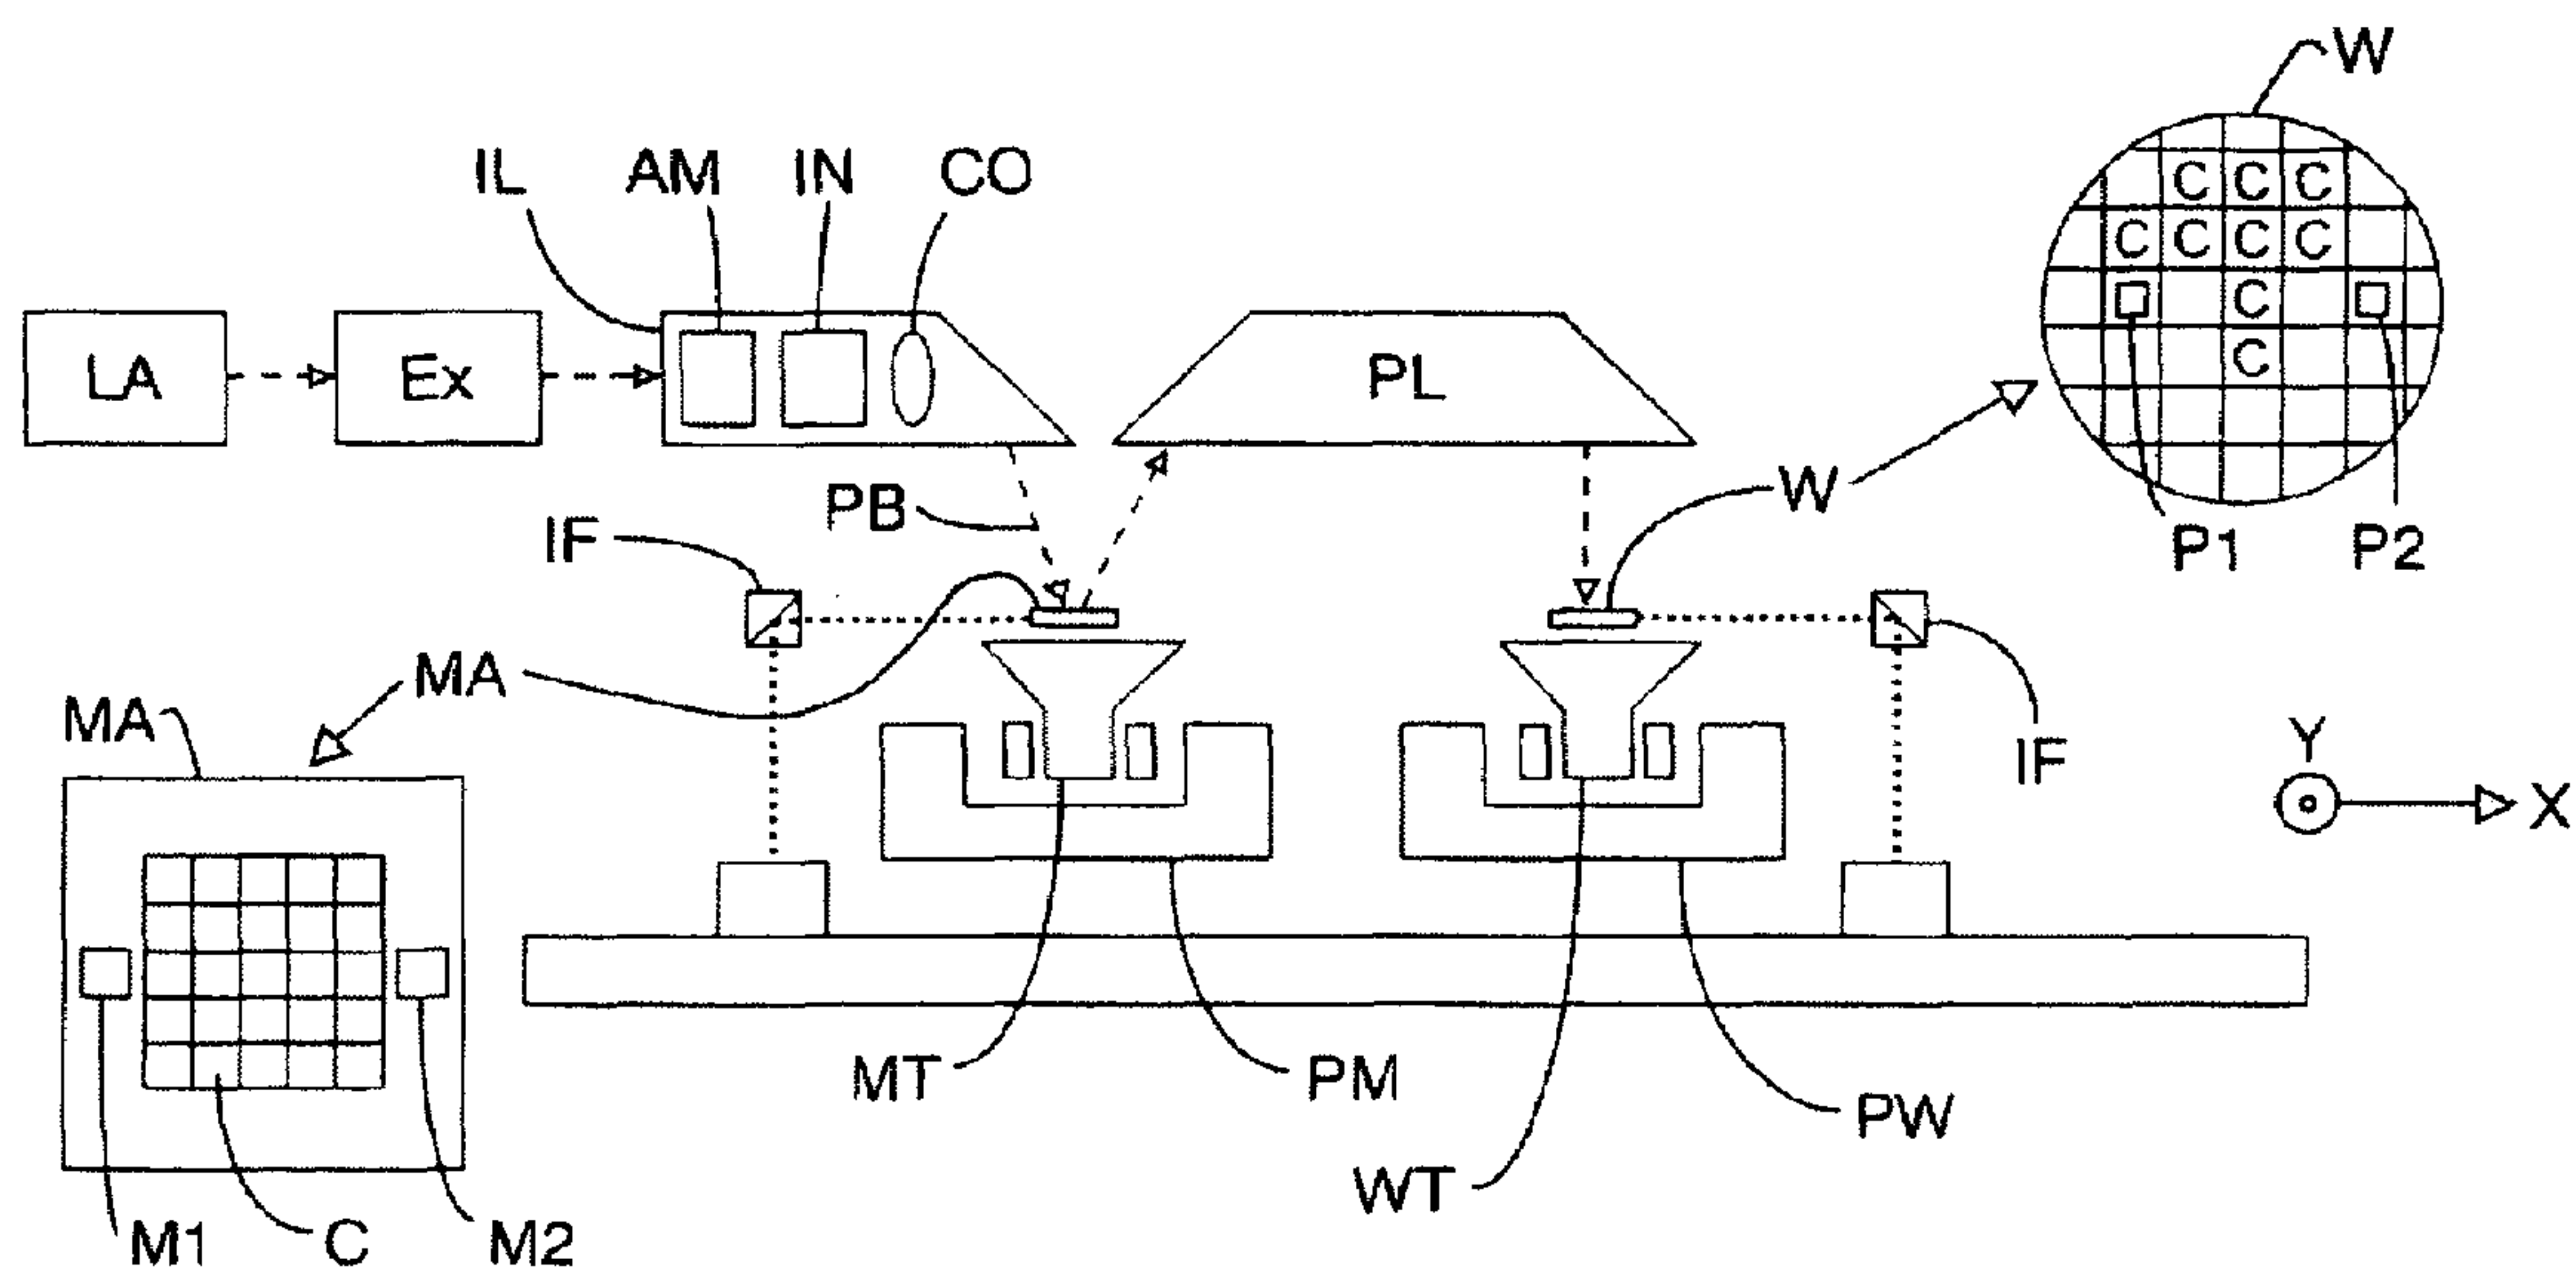 W
IL AM IN CO
C C C
C C C C
C
C
LA Ex PL
PB
W
IF
P1 P2
MA
MA
IF
Y
X
MT PM
PW
WT
M1 C M2